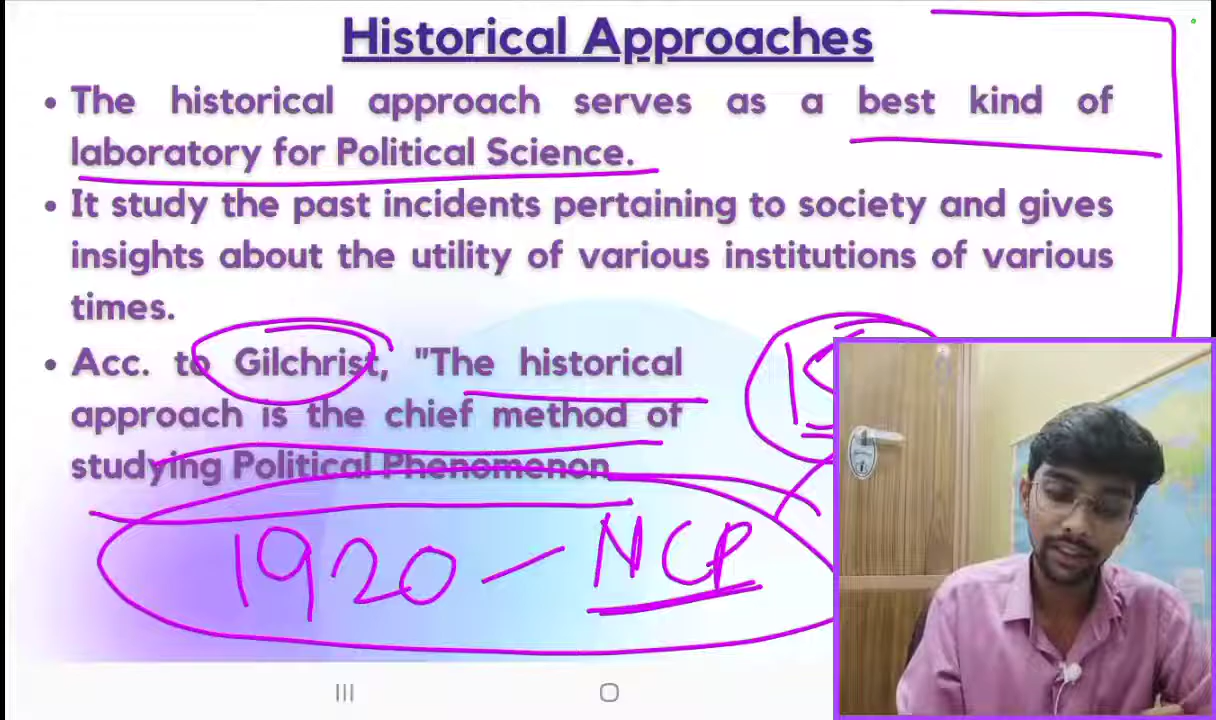 Historical Approaches
• The historical approach serves as a best kind of
laboratory for Political Science.
• It study the past incidents pertaining to society and gives
insights about the utility of various institutions of various
times.
• Acc. to Gilchrist, "The historical
approach is the chief method of
studying Political Phenomenon
1920 - NCP